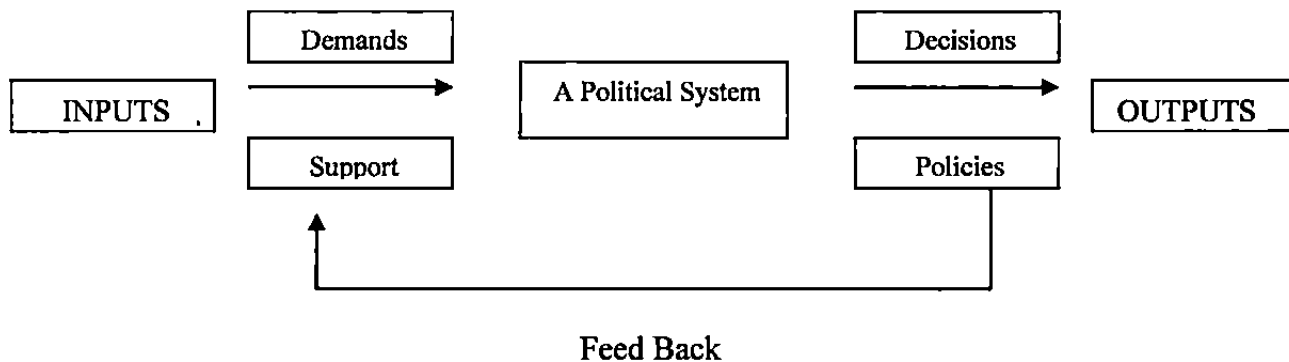 Demands
Decisions
INPUTS
A Political System
OUTPUTS
Support
Policies
Feed Back